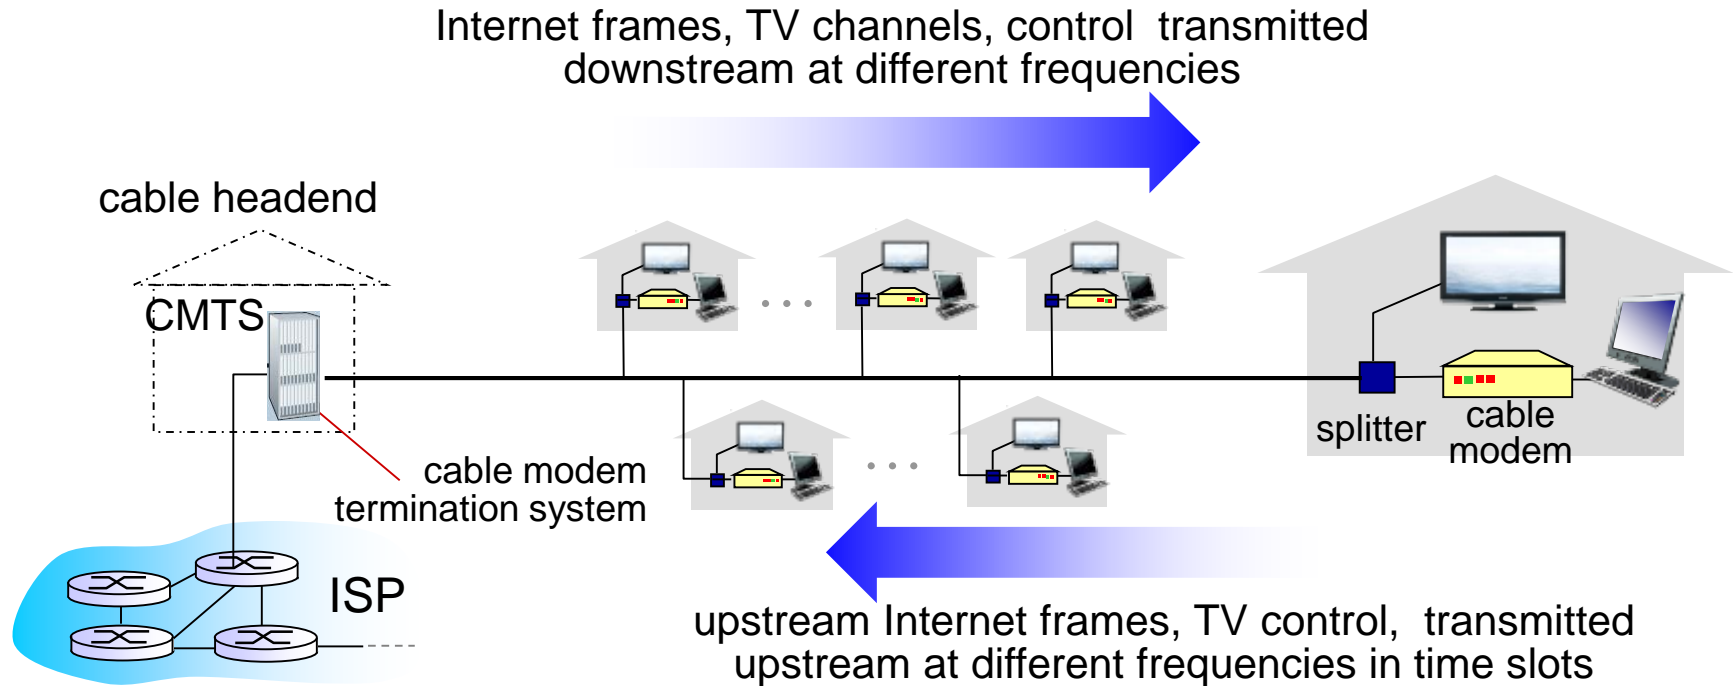 Internet frames, TV channels, control transmitted
downstream at different frequencies
cable headend
CMTS
splitter
cable
modem
cable modem
termination system
ISP
upstream Internet frames, TV control, transmitted
upstream at different frequencies in time slots